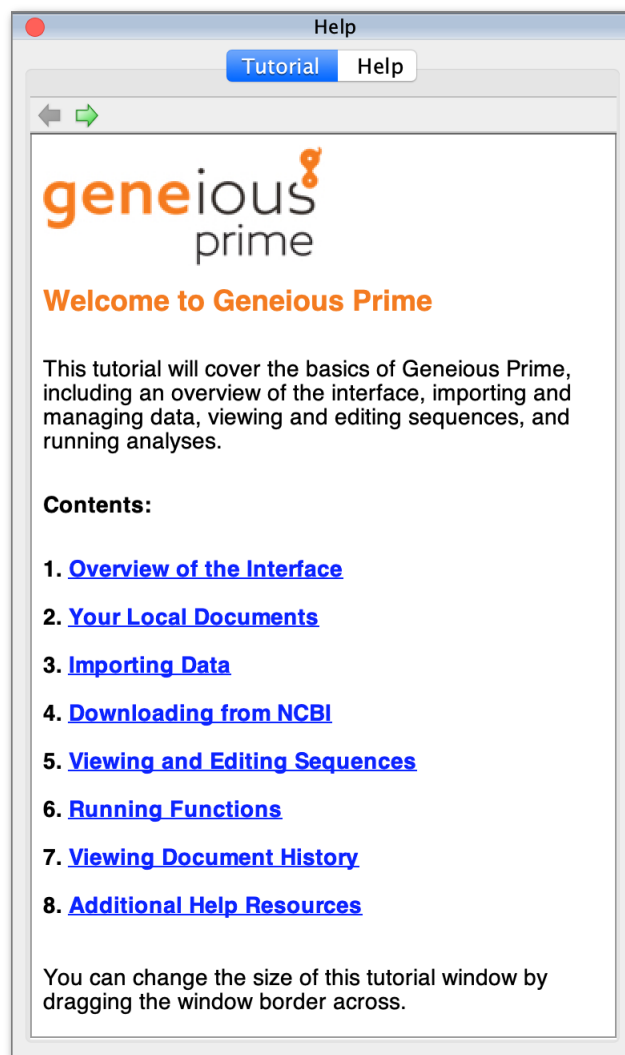 Help
Tutorial Help
geneious
prime
Welcome to Geneious Prime
This tutorial will cover the basics of Geneious Prime,
including an overview of the interface, importing and
managing data, viewing and editing sequences, and
running analyses.
Contents:
1. Overview of the Interface
2. Your Local Documents
3. Importing Data
4. Downloading from NCBI
5. Viewing and Editing Sequences
6. Running Functions
7. Viewing Document History
8. Additional Help Resources
You can change the size of this tutorial window by
dragging the window border across.